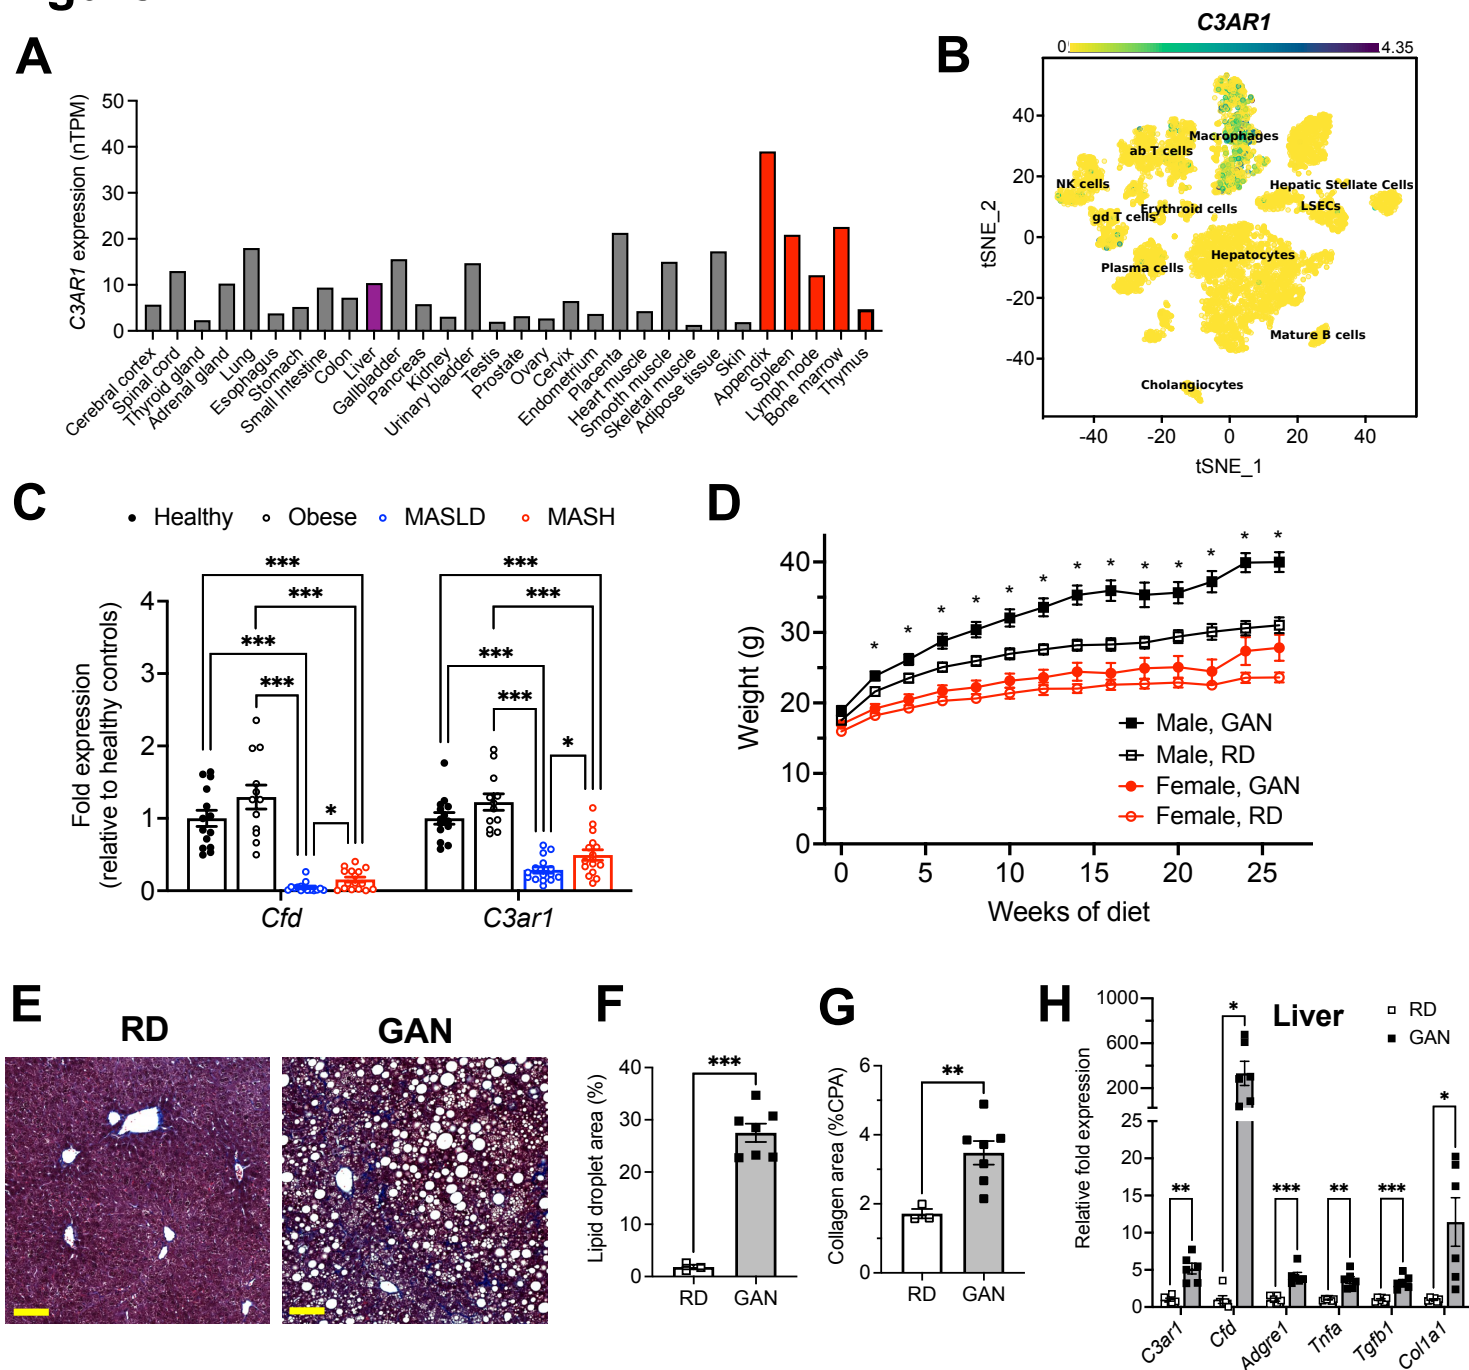 A
C3AR1 expression (nTPM)
50
40
30
20
10
0
Cerebral cortex
Spinal cord
Thyroid gland
Adrenal gland
Lung
Esophagus
Stomach
Small Intestine
Colon
Liver
Gallbladder
Pancreas
Kidney
Urinary bladder
Testis
Prostate
Ovary
Cervix
Endometrium
Placenta
Heart muscle
Smooth muscle
Skeletal muscle
Adipose tissue
Skin
Appendix
Spleen
Lymph node
Bone marrow
Thymus
B
C3AR1
0
4.35
tSNE_2
40
20
0
-20
-40
Macrophages
ab T cells
NK cells
Hepatic Stellate Cells
LSECs
Erythroid cells
gd T cells
Hepatocytes
Plasma cells
Mature B cells
Cholangiocytes
-40 -20 0 20 40
tSNE_1
C
Healthy Obese MASLD MASH
Fold expression
(relative to healthy controls)
4
3
2
1
0
*** *** *** *** *
*** *** *** *** *
Cfd C3ar1
D
Weight (g)
40
30
20
10
0
* * * * * * * * * * * * *
Male, GAN
Male, RD
Female, GAN
Female, RD
0 5 10 15 20 25
Weeks of diet
E
RD GAN
F
Lipid droplet area (%)
40
30
20
10
0
***
RD GAN
G
Collagen area (%CPA)
6
4
2
0
**
RD GAN
H
Liver
RD
GAN
Relative fold expression
1000
600
200
25
20
15
10
5
0
** * *** ** *** *
C3ar1
Cfd
Adgre1
Tnfa
Tgfb1
Col1a1